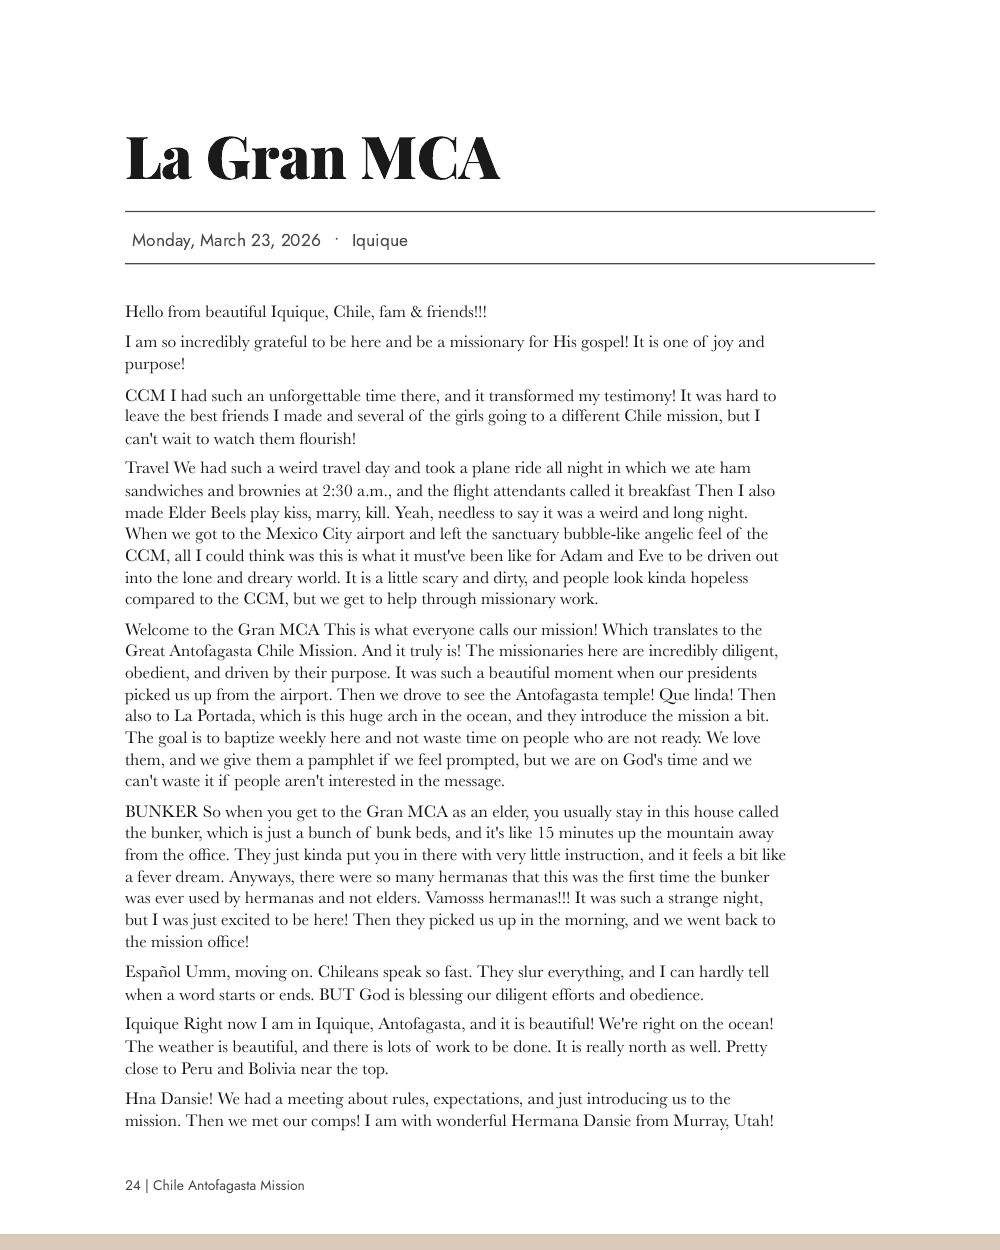 La Gran MCA
Monday, March 23, 2026 · Iquique
Hello from beautiful Iquique, Chile, fam & friends!!!
I am so incredibly grateful to be here and be a missionary for His gospel! It is one of joy and
purpose!
CCM I had such an unforgettable time there, and it transformed my testimony! It was hard to
leave the best friends I made and several of the girls going to a different Chile mission, but I
can't wait to watch them flourish!
Travel We had such a weird travel day and took a plane ride all night in which we ate ham
sandwiches and brownies at 2:30 a.m., and the flight attendants called it breakfast Then I also
made Elder Beels play kiss, marry, kill. Yeah, needless to say it was a weird and long night.
When we got to the Mexico City airport and left the sanctuary bubble-like angelic feel of the
CCM, all I could think was this is what it must've been like for Adam and Eve to be driven out
into the lone and dreary world. It is a little scary and dirty, and people look kinda hopeless
compared to the CCM, but we get to help through missionary work.
Welcome to the Gran MCA This is what everyone calls our mission! Which translates to the
Great Antofagasta Chile Mission. And it truly is! The missionaries here are incredibly diligent,
obedient, and driven by their purpose. It was such a beautiful moment when our presidents
picked us up from the airport. Then we drove to see the Antofagasta temple! Que linda! Then
also to La Portada, which is this huge arch in the ocean, and they introduce the mission a bit.
The goal is to baptize weekly here and not waste time on people who are not ready. We love
them, and we give them a pamphlet if we feel prompted, but we are on God's time and we
can't waste it if people aren't interested in the message.
BUNKER So when you get to the Gran MCA as an elder, you usually stay in this house called
the bunker, which is just a bunch of bunk beds, and it's like 15 minutes up the mountain away
from the office. They just kinda put you in there with very little instruction, and it feels a bit like
a fever dream. Anyways, there were so many hermanas that this was the first time the bunker
was ever used by hermanas and not elders. Vamosss hermanas!!! It was such a strange night,
but I was just excited to be here! Then they picked us up in the morning, and we went back to
the mission office!
Español Umm, moving on. Chileans speak so fast. They slur everything, and I can hardly tell
when a word starts or ends. BUT God is blessing our diligent efforts and obedience.
Iquique Right now I am in Iquique, Antofagasta, and it is beautiful! We're right on the ocean!
The weather is beautiful, and there is lots of work to be done. It is really north as well. Pretty
close to Peru and Bolivia near the top.
Hna Dansie! We had a meeting about rules, expectations, and just introducing us to the
mission. Then we met our comps! I am with wonderful Hermana Dansie from Murray, Utah!
24 | Chile Antofagasta Mission